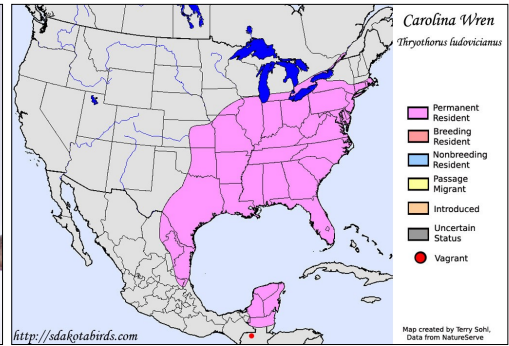 Carolina Wren
Thryothorus ludovicianus
Permanent
Resident
Breeding
Resident
Nonbreeding
Resident
Passage
Migrant
Introduced
Uncertain
Status
Vagrant
http://sdakotabirds.com
Map created by Terry Sohl,
Data from NatureServe